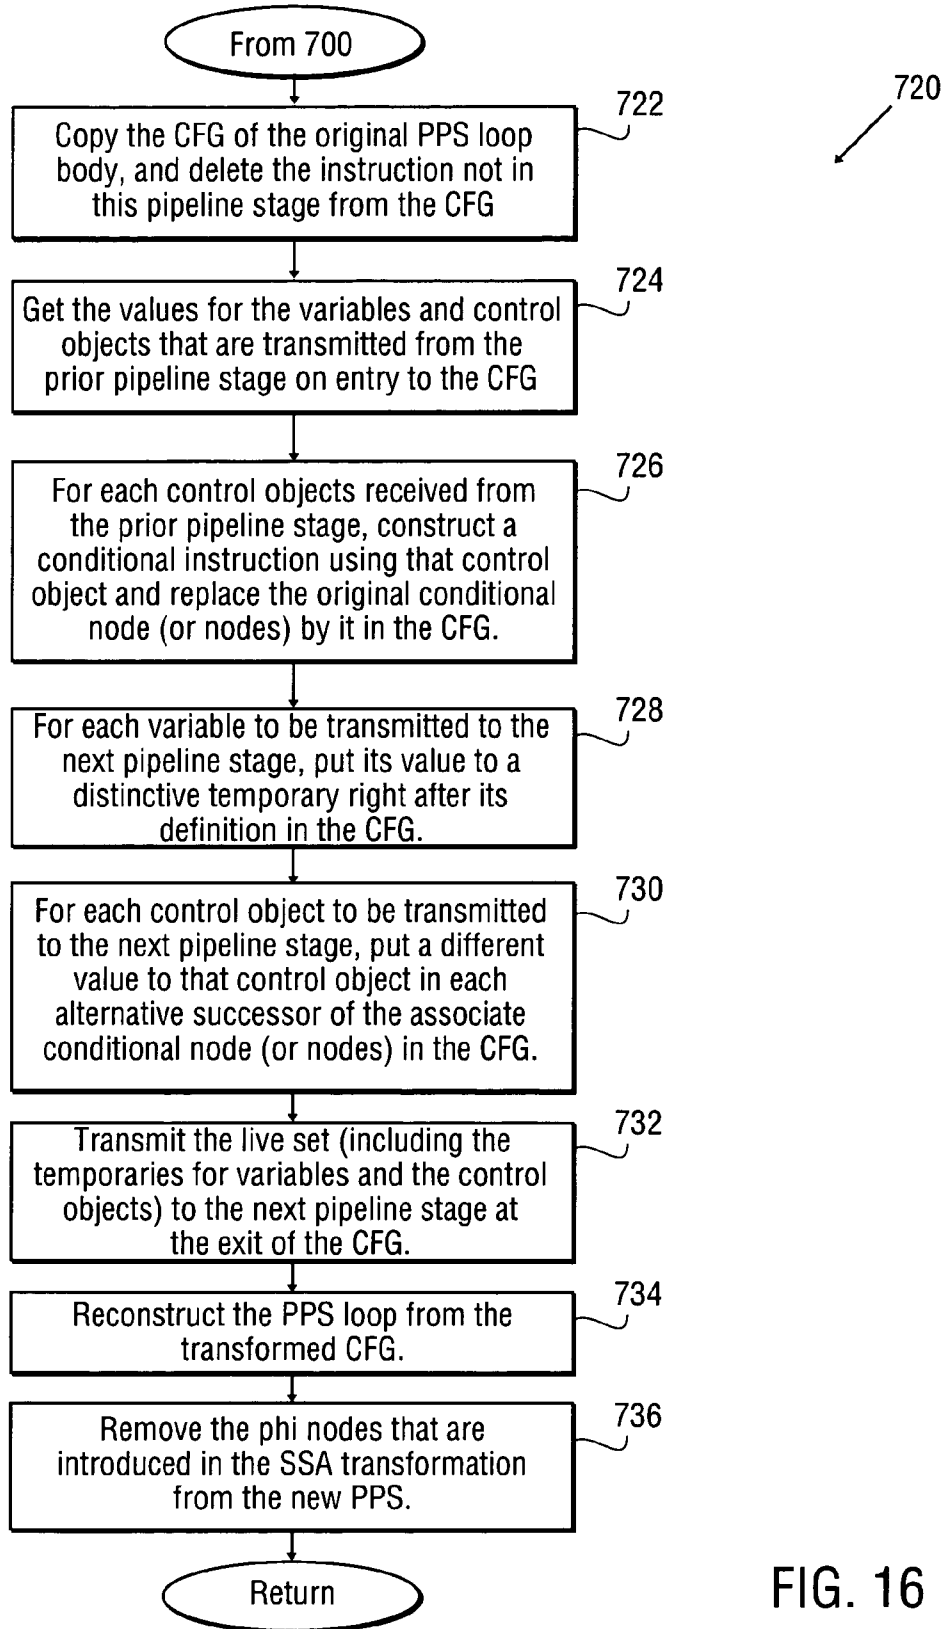 From 700
720
722
Copy the CFG of the original PPS loop
body, and delete the instruction not in
this pipeline stage from the CFG
724
Get the values for the variables and control
objects that are transmitted from the
prior pipeline stage on entry to the CFG
726
For each control objects received from
the prior pipeline stage, construct a
conditional instruction using that control
object and replace the original conditional
node (or nodes) by it in the CFG.
728
For each variable to be transmitted to the
next pipeline stage, put its value to a
distinctive temporary right after its
definition in the CFG.
730
For each control object to be transmitted
to the next pipeline stage, put a different
value to that control object in each
alternative successor of the associate
conditional node (or nodes) in the CFG.
732
Transmit the live set (including the
temporaries for variables and the control
objects) to the next pipeline stage at
the exit of the CFG.
734
Reconstruct the PPS loop from the
transformed CFG.
736
Remove the phi nodes that are
introduced in the SSA transformation
from the new PPS.
Return
FIG. 16